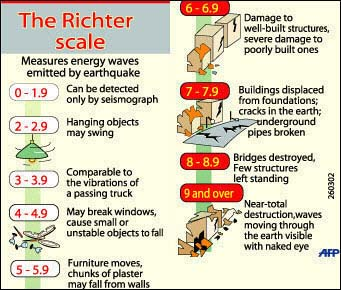 The Richter
scale
Measures energy waves
emitted by earthquake
0 - 1.9
Can be detected
only by seismograph
2 - 2.9
Hanging objects
may swing
3 - 3.9
Comparable to
the vibrations of
a passing truck
4 - 4.9
May break windows,
cause small or
unstable objects to fall
5 - 5.9
Furniture moves,
chunks of plaster
may fall from walls
6 - 6.9
Damage to
well-built structures,
severe damage to
poorly built ones
7 - 7.9
Buildings displaced
from foundations;
cracks in the earth;
underground
pipes broken
8 - 8.9
Bridges destroyed,
Few structures
left standing
9 and over
Near-total
destruction,waves
moving through
the earth visible
with naked eye
260302
AFP